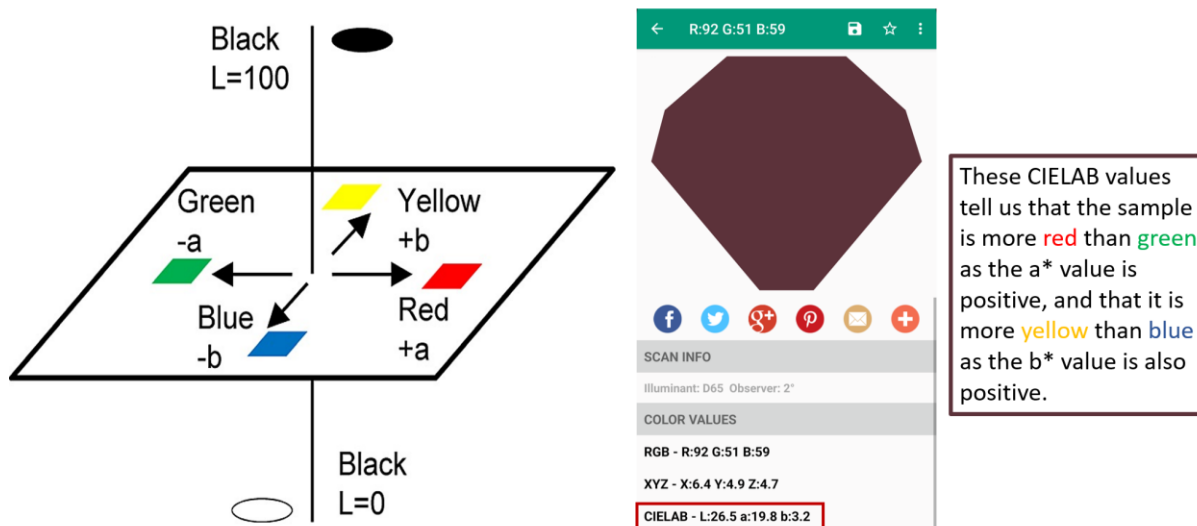 Black
L=100
Green
-a
Yellow
+b
Blue
-b
Red
+a
Black
L=0
R:92 G:51 B:59
f
g+
SCAN INFO
Illuminant: D65 Observer: 2°
COLOR VALUES
RGB - R:92 G:51 B:59
XYZ - X:6.4 Y:4.9 Z:4.7
CIELAB - L:26.5 a:19.8 b:3.2
These CIELAB values
tell us that the sample
is more red than green
as the a* value is
positive, and that it is
more yellow than blue
as the b* value is also
positive.